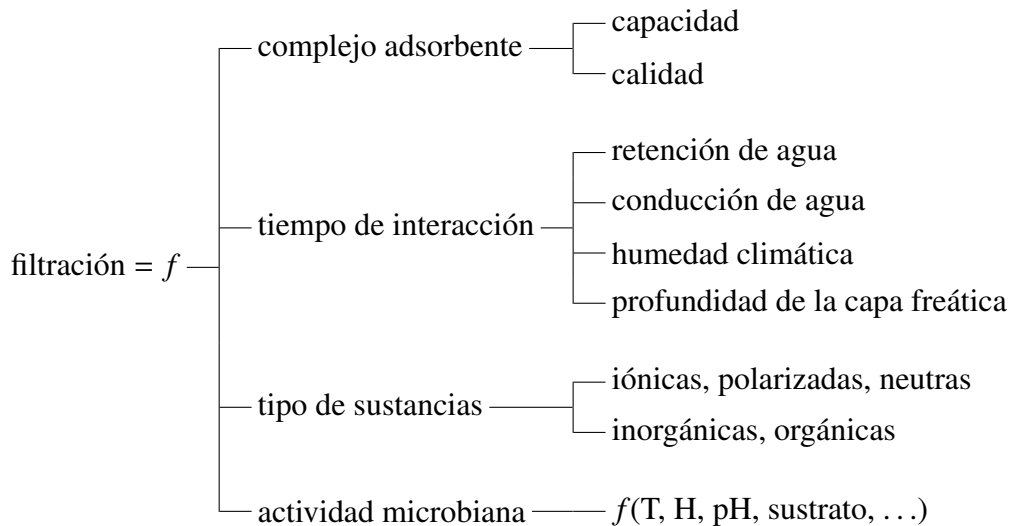 filtración = f
complejo adsorbente
capacidad
calidad
tiempo de interacción
retención de agua
conducción de agua
humedad climática
profundidad de la capa freática
tipo de sustancias
iónicas, polarizadas, neutras
inorgánicas, orgánicas
actividad microbiana
f(T, H, pH, sustrato, . . .)